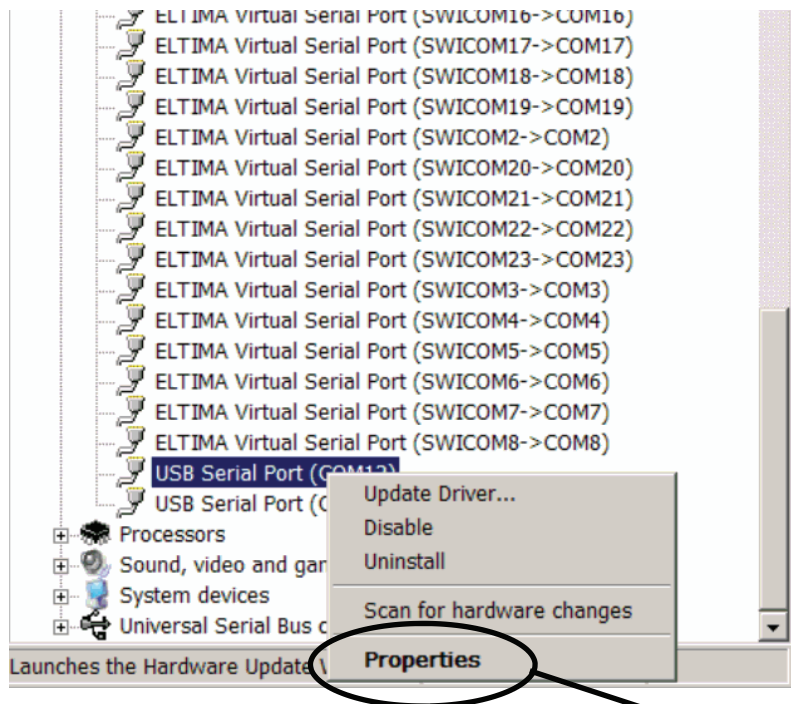 ELTIMA Virtual Serial Port (SWICOM16->COM16)
ELTIMA Virtual Serial Port (SWICOM17->COM17)
ELTIMA Virtual Serial Port (SWICOM18->COM18)
ELTIMA Virtual Serial Port (SWICOM19->COM19)
ELTIMA Virtual Serial Port (SWICOM2->COM2)
ELTIMA Virtual Serial Port (SWICOM20->COM20)
ELTIMA Virtual Serial Port (SWICOM21->COM21)
ELTIMA Virtual Serial Port (SWICOM22->COM22)
ELTIMA Virtual Serial Port (SWICOM23->COM23)
ELTIMA Virtual Serial Port (SWICOM3->COM3)
ELTIMA Virtual Serial Port (SWICOM4->COM4)
ELTIMA Virtual Serial Port (SWICOM5->COM5)
ELTIMA Virtual Serial Port (SWICOM6->COM6)
ELTIMA Virtual Serial Port (SWICOM7->COM7)
ELTIMA Virtual Serial Port (SWICOM8->COM8)
USB Serial Port
USB Serial Port
Processors
Sound, video and
System devices
Universal Serial Bus
Launches the Hardware Update
Update Driver...
Disable
Uninstall
Scan for hardware changes
Properties